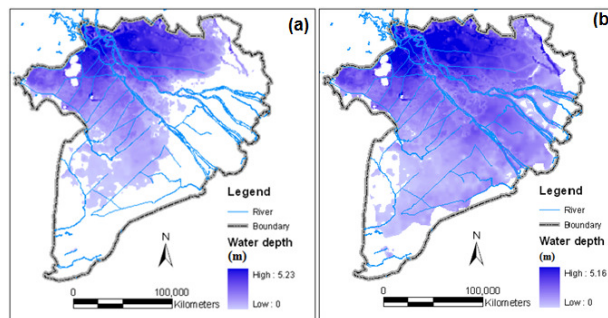 (a)
Legend
River
Boundary
Water depth
(m)
High : 5.23
Low : 0
N
0
100,000
Kilometers
(b)
Legend
River
Boundary
Water depth
(m)
High : 5.16
Low : 0
N
0
100,000
Kilometers